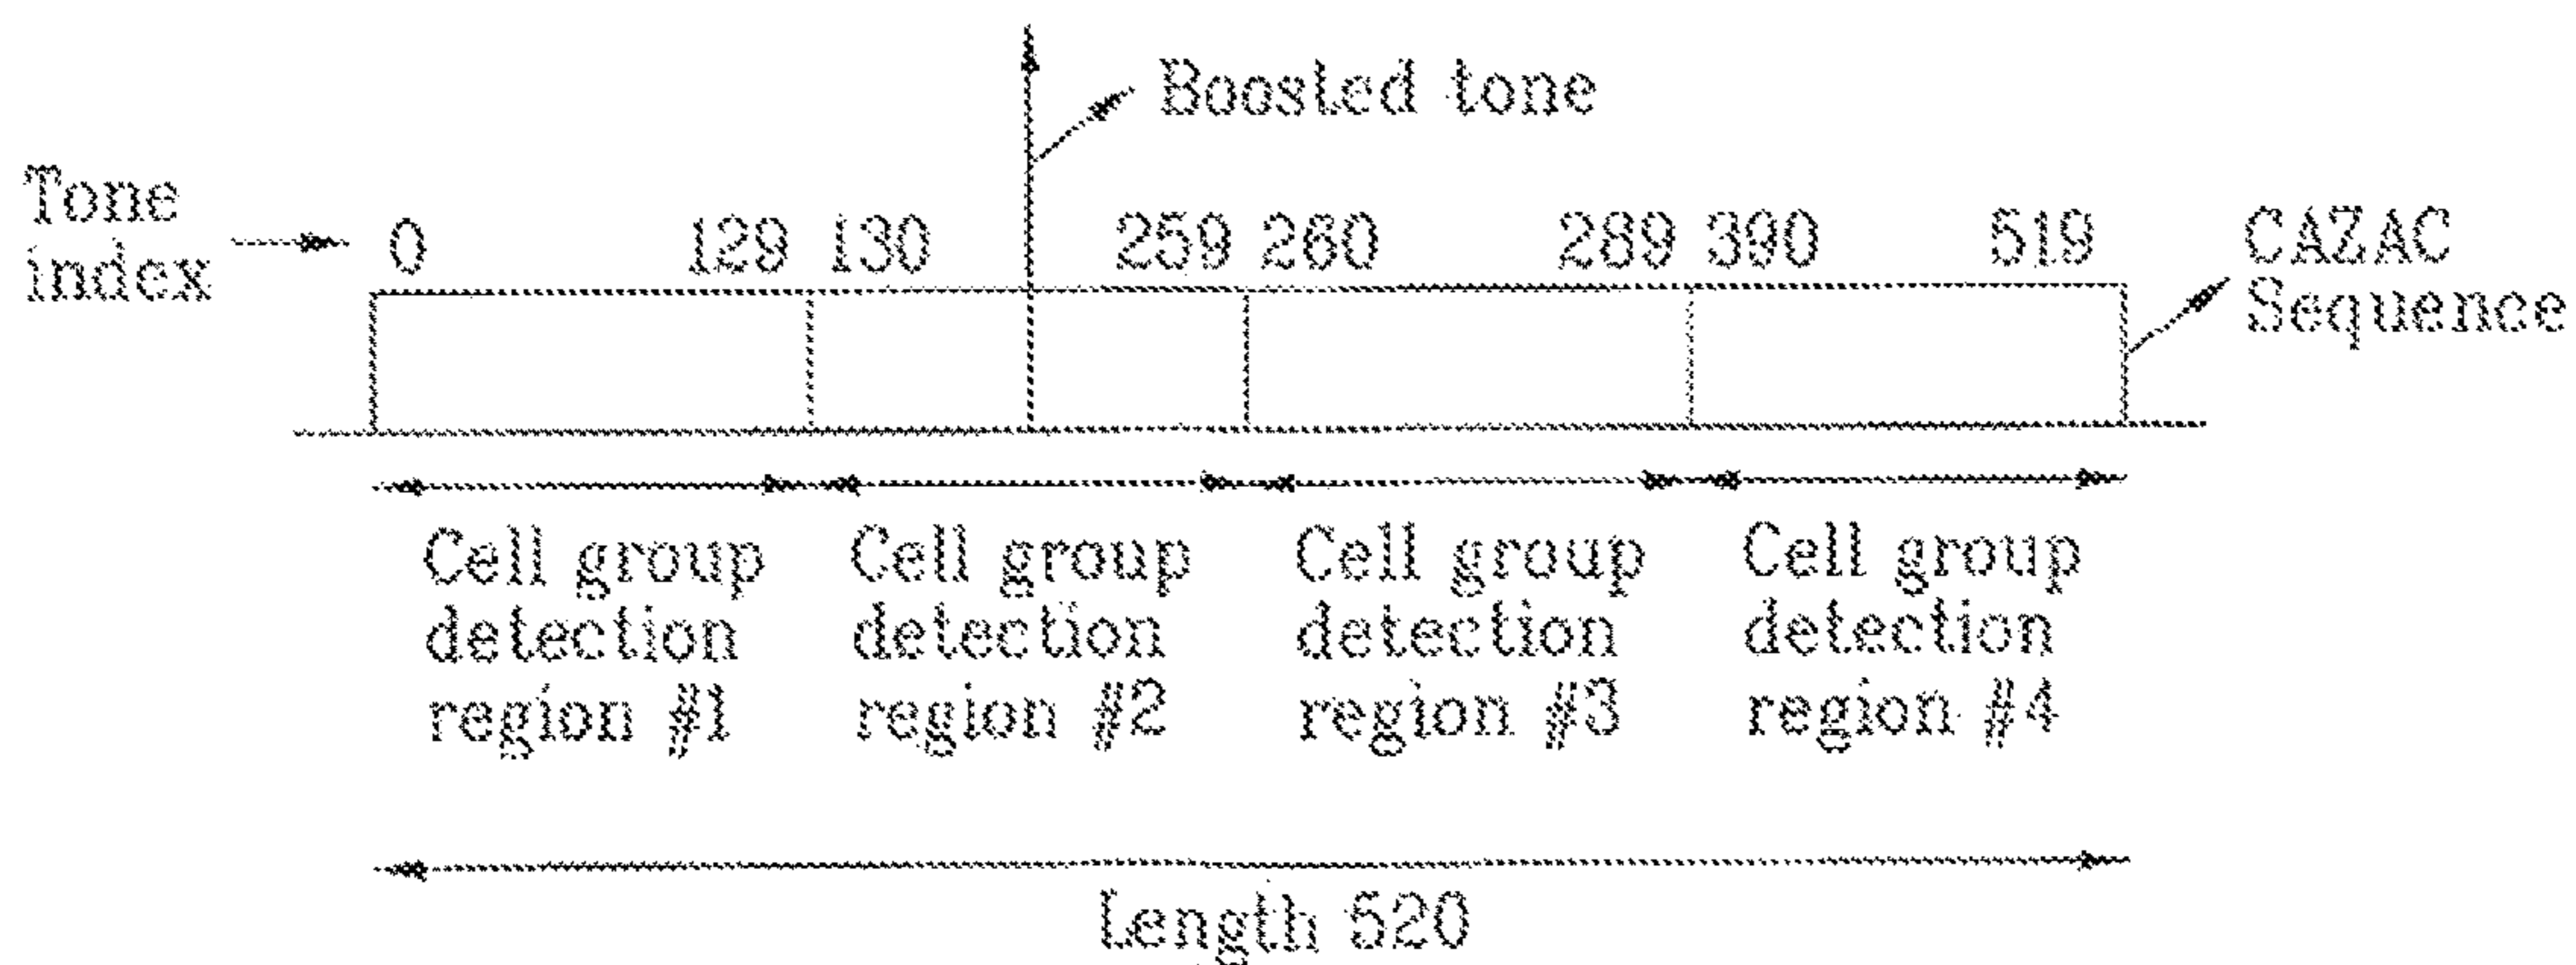 Boosted tone
Tone
index
0 129 130 259 260 289 390 519
CAZAC
Sequence
Cell group
detection
region #1
Cell group
detection
region #2
Cell group
detection
region #3
Cell group
detection
region #4
Length 520